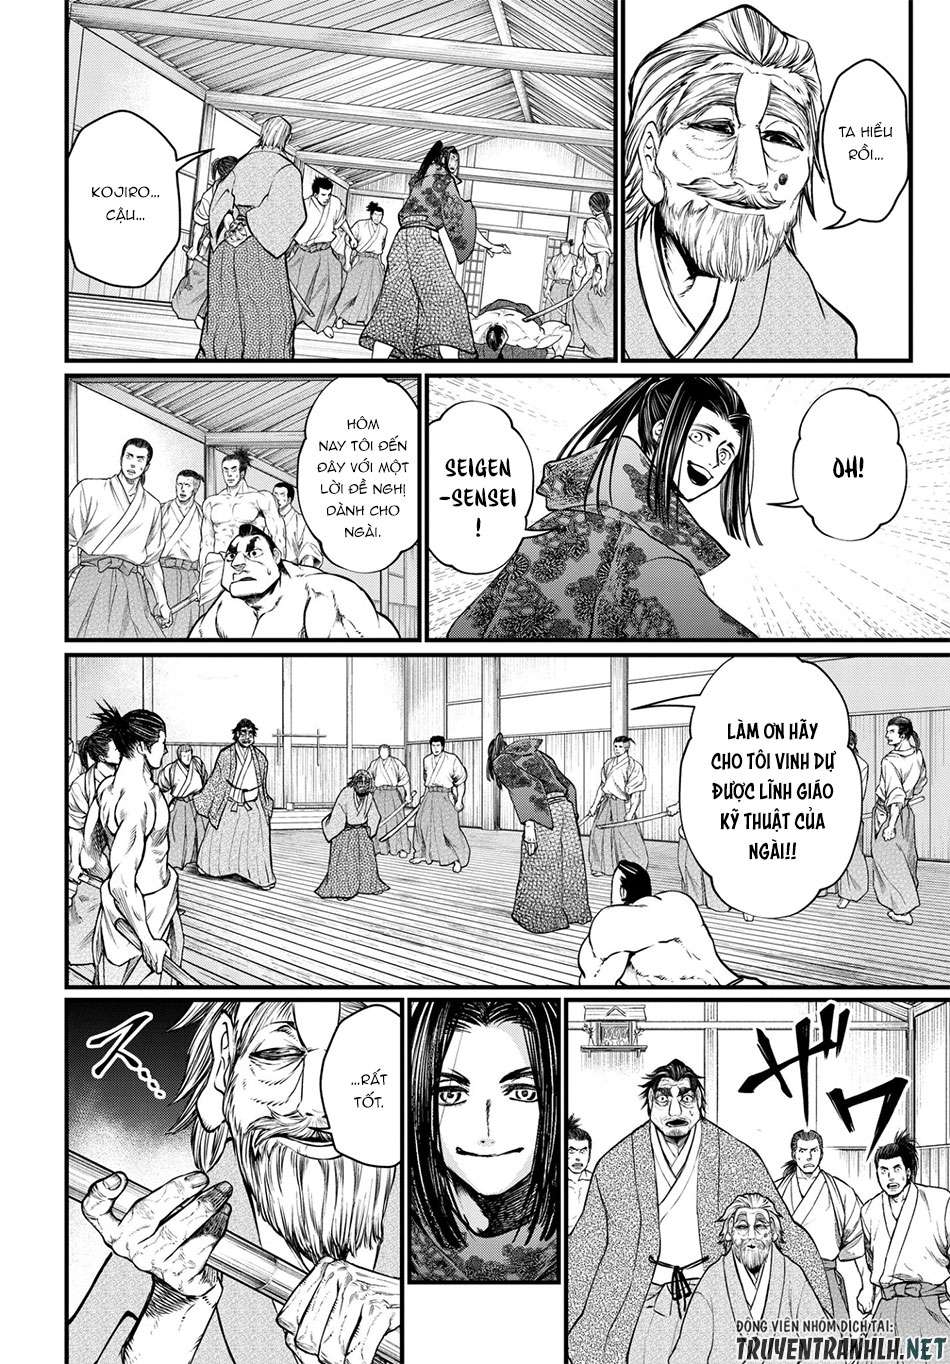 TA HIỂU
RỒI...
KOJIRO...
CẬU...
OH!
SEIGEN
-SENSEI
!
HÔM
NAY TÔI ĐẾN
ĐÂY VỚI MỘT
LỜI ĐỀ NGHỊ
DÀNH CHO
NGÀI.
LÀM ƠN HÃY
CHO TÔI VINH DỰ
ĐƯỢC LĨNH GIÁO
KỸ THUẬT CỦA
NGÀI!!
ザワ
...RẤT
TỐT.
ス...
ĐỘNG VIÊN NHÓM DỊCH TẠI:
TRUYENTRANHLH.NET